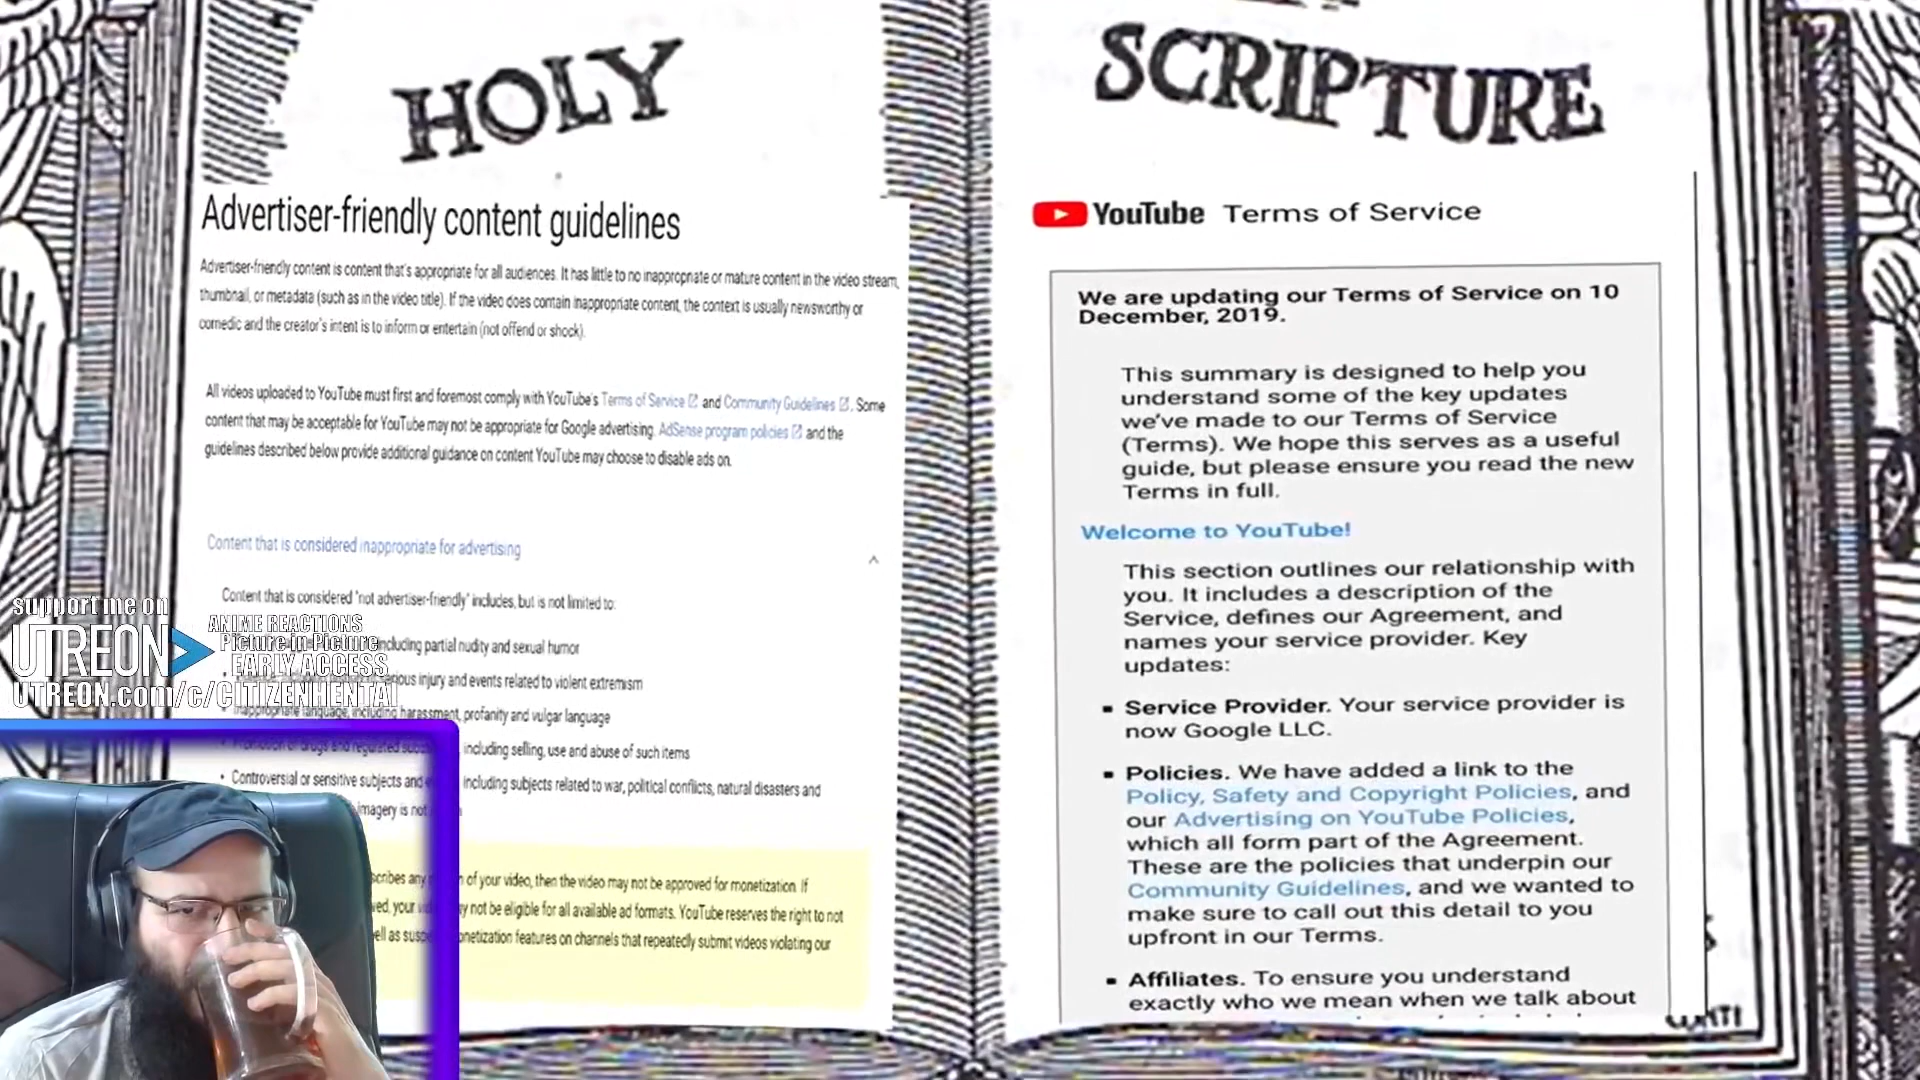 HOLY
Advertiser-friendly content guidelines
Advertiser-friendly content is content that's appropriate for all audiences. It has little to no inappropriate or mature content in the video stream,
thumbnail, or metadata (such as in the video title). If the video does contain inappropriate content, the context is usually newsworthy or
comedic and the creator's intent is to inform or entertain (not offend or shock).
All videos uploaded to YouTube must first and foremost comply with YouTube's Terms of Service and Community Guidelines. Some
content that may be acceptable for YouTube may not be appropriate for Google advertising. AdSense program policies and the
guidelines described below provide additional guidance on content YouTube may choose to disable ads on.
Content that is considered inappropriate for advertising
Content that is considered "not advertiser-friendly" includes, but is not limited to:
including partial nudity and sexual humor
injury and events related to violent extremism
Inappropriate language, including harassment, profanity and vulgar language
Promotion of drugs and regulated including selling, use and abuse of such items
Controversial or sensitive subjects and including subjects related to war, political conflicts, natural disasters and
imagery is not
any of your video, then the video may not be approved for monetization. If
your not be eligible for all available ad formats. YouTube reserves the right to not
as monetization features on channels that repeatedly submit videos violating our
support me on
UTREON
ANIME REACTIONS
Picture in Picture
EARLY ACCESS
UTREON.com/c/CITIZENHENTAI
SCRIPTURE
YouTube Terms of Service
We are updating our Terms of Service on 10
December, 2019.
This summary is designed to help you
understand some of the key updates
we've made to our Terms of Service
(Terms). We hope this serves as a useful
guide, but please ensure you read the new
Terms in full.
Welcome to YouTube!
This section outlines our relationship with
you. It includes a description of the
Service, defines our Agreement, and
names your service provider. Key
updates:
Service Provider. Your service provider is
now Google LLC.
Policies. We have added a link to the
Policy, Safety and Copyright Policies, and
our Advertising on YouTube Policies,
which all form part of the Agreement.
These are the policies that underpin our
Community Guidelines, and we wanted to
make sure to call out this detail to you
upfront in our Terms.
Affiliates. To ensure you understand
exactly who we mean when we talk about